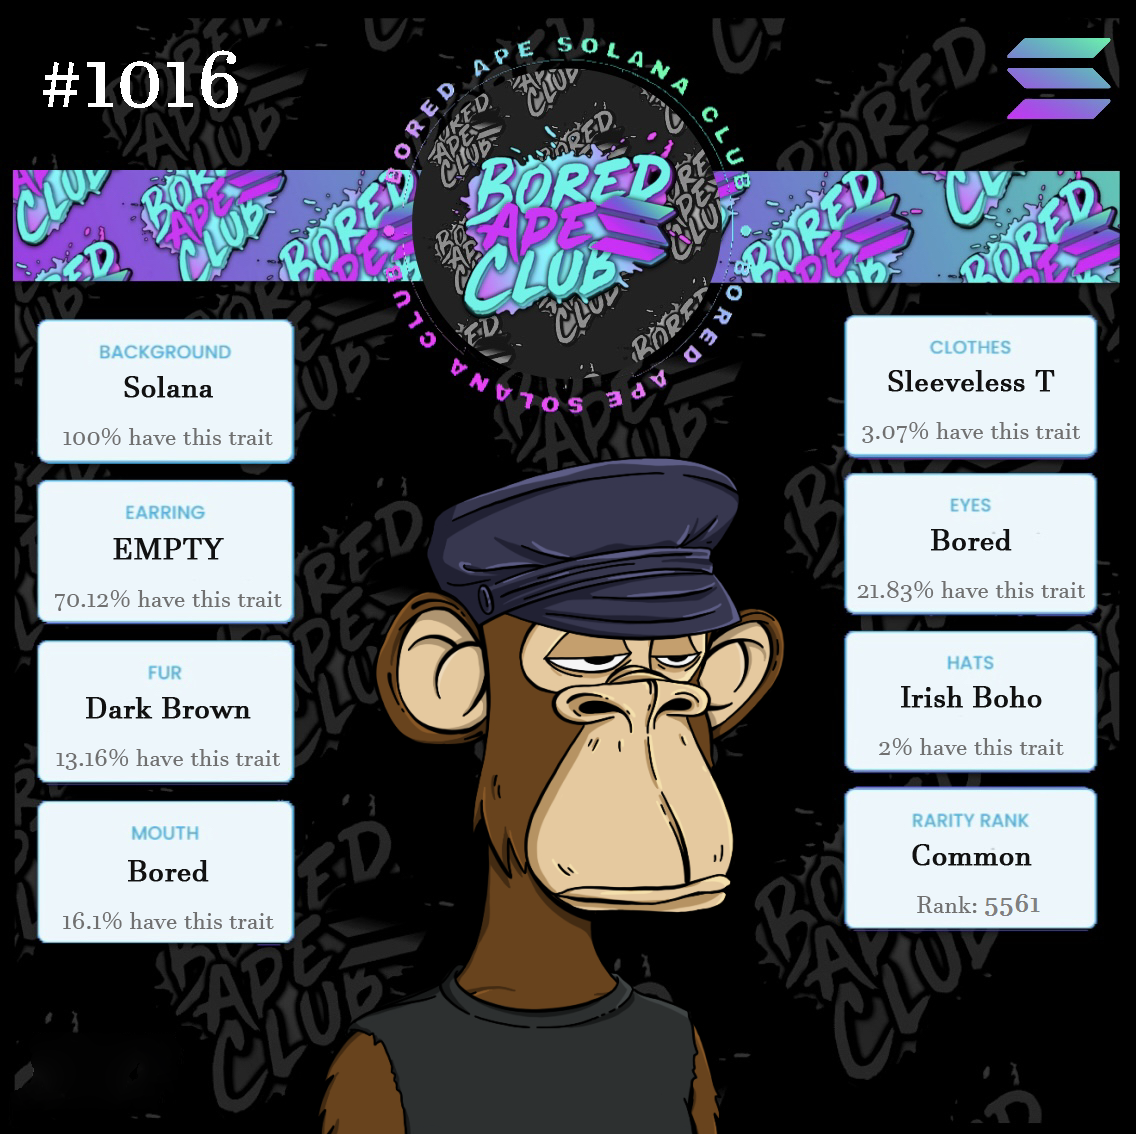 #1016
BORED APE SOLANA CLUB
BORED
APE
CLUB
BORED APE SOLANA CLUB
BACKGROUND
Solana
100% have this trait
EARRING
EMPTY
70.12% have this trait
FUR
Dark Brown
13.16% have this trait
MOUTH
Bored
16.1% have this trait
CLOTHES
Sleeveless T
3.07% have this trait
EYES
Bored
21.83% have this trait
HATS
Irish Boho
2% have this trait
RARITY RANK
Common
Rank: 5561